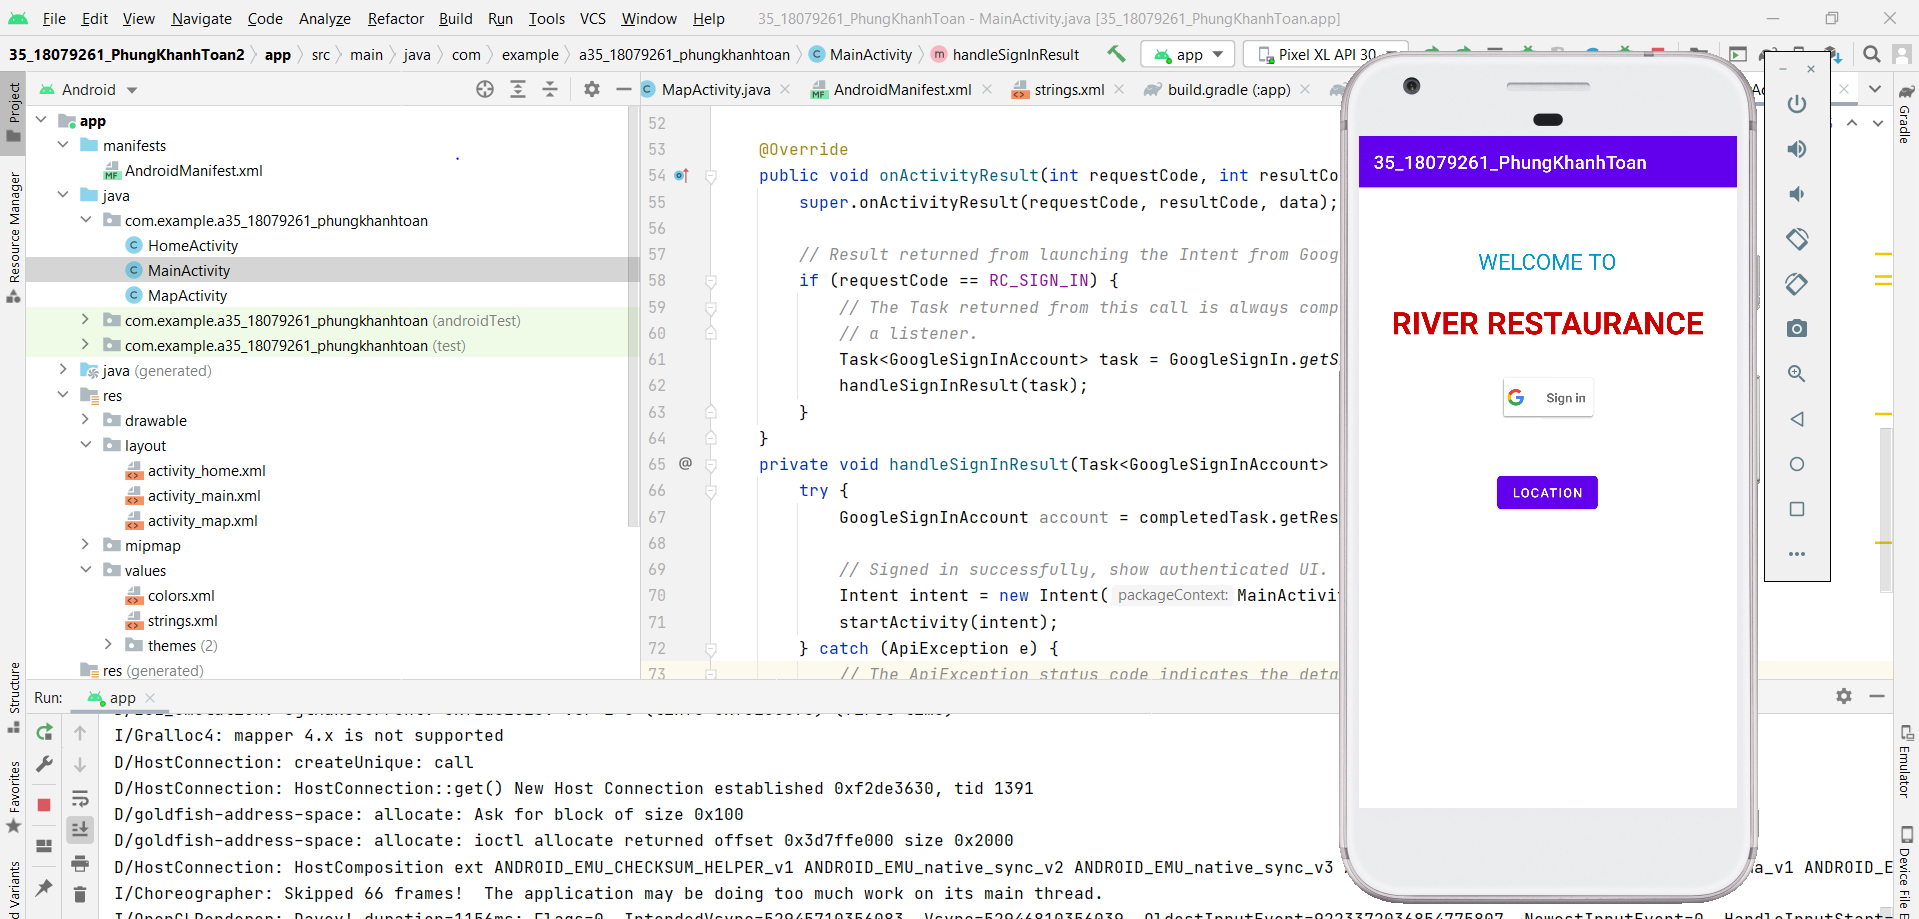 File Edit View Navigate Code Analyze Refactor Build Run Tools VCS Window Help 35_18079261_PhungKhanhToan - MainActivity.java [35_18079261_PhungKhanhToan.app]
35_18079261_PhungKhanhToan2 app src main java com example a35_18079261_phungkhanhtoan MainActivity handleSignInResult app Pixel XL API 30
Android MapActivity.java AndroidManifest.xml strings.xml build.gradle (:app)
Project
Resource Manager
Structure
Favorites
app
manifests
AndroidManifest.xml
java
com.example.a35_18079261_phungkhanhtoan
HomeActivity
MainActivity
MapActivity
com.example.a35_18079261_phungkhanhtoan (androidTest)
com.example.a35_18079261_phungkhanhtoan (test)
java (generated)
res
drawable
layout
activity_home.xml
activity_main.xml
activity_map.xml
mipmap
values
colors.xml
strings.xml
themes (2)
res (generated)
52
53 @Override
54 public void onActivityResult(int requestCode, int resultCo
55 super.onActivityResult(requestCode, resultCode, data);
56
57 // Result returned from launching the Intent from Goog
58 if (requestCode == RC_SIGN_IN) {
59 // The Task returned from this call is always comp
60 // a listener.
61 Task<GoogleSignInAccount> task = GoogleSignIn.getS
62 handleSignInResult(task);
63 }
64 }
65 @ private void handleSignInResult(Task<GoogleSignInAccount>
66 try {
67 GoogleSignInAccount account = completedTask.getRes
68
69 // Signed in successfully, show authenticated UI.
70 Intent intent = new Intent( packageContext: MainActivi
71 startActivity(intent);
72 } catch (ApiException e) {
73 // The ApiException status code indicates the deta
35_18079261_PhungKhanhToan
WELCOME TO
RIVER RESTAURANCE
Sign in
LOCATION
Gradle
Emulator
Device File E
Run: app
I/Gralloc4: mapper 4.x is not supported
D/HostConnection: createUnique: call
D/HostConnection: HostConnection::get() New Host Connection established 0xf2de3630, tid 1391
D/goldfish-address-space: allocate: Ask for block of size 0x100
D/goldfish-address-space: allocate: ioctl allocate returned offset 0x3d7ffe000 size 0x2000
D/HostConnection: HostComposition ext ANDROID_EMU_CHECKSUM_HELPER_v1 ANDROID_EMU_native_sync_v2 ANDROID_EMU_native_sync_v3 a_v1 ANDROID_E
I/Choreographer: Skipped 66 frames! The application may be doing too much work on its main thread.
d Variants